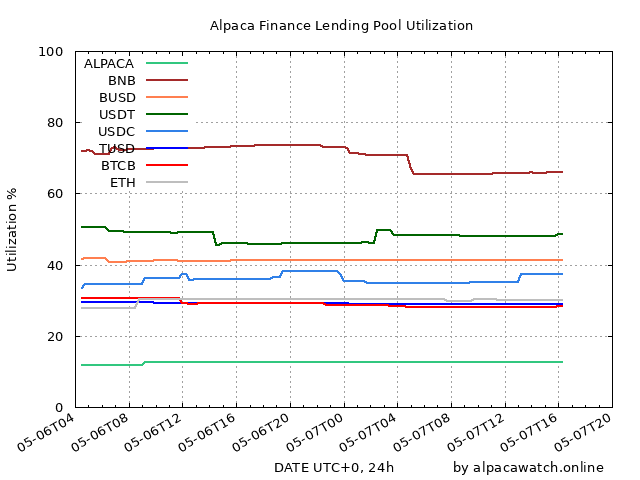 Alpaca Finance Lending Pool Utilization
Utilization %
100
80
60
40
20
0
ALPACA
BNB
BUSD
USDT
USDC
TUSD
BTCB
ETH
05-06T04
05-06T08
05-06T12
05-06T16
05-06T20
05-07T00
05-07T04
05-07T08
05-07T12
05-07T16
05-07T20
DATE UTC+0, 24h
by alpacawatch.online